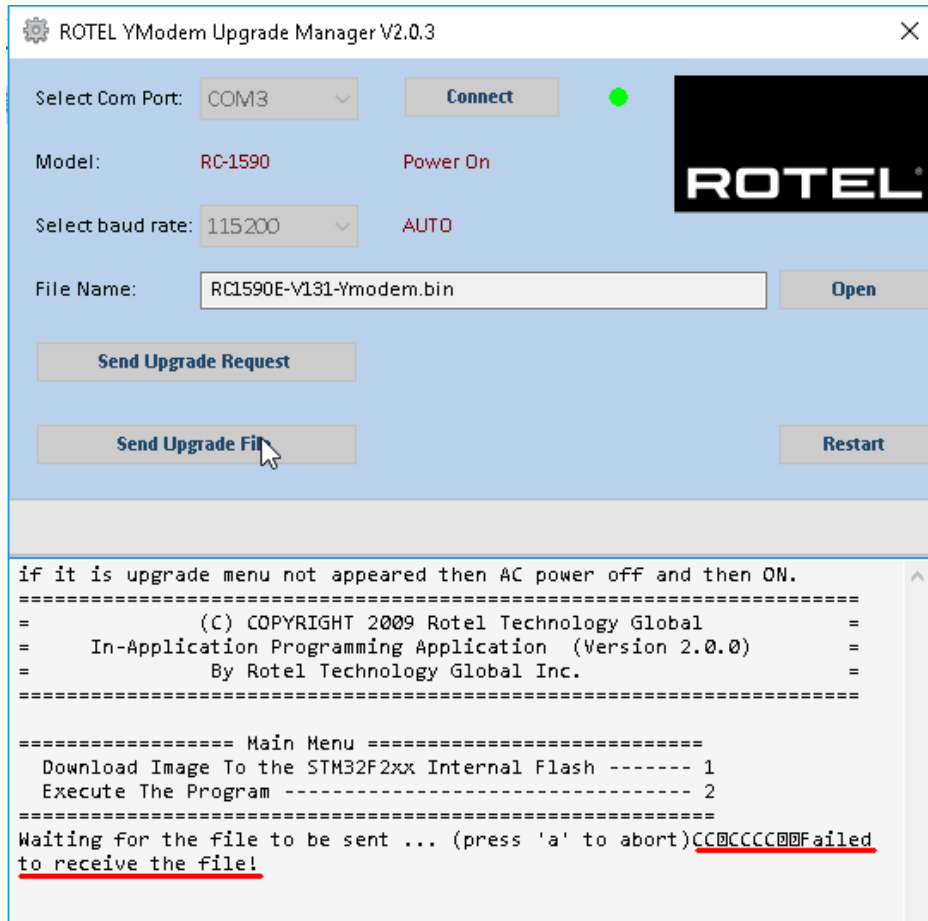 ROTEL YModem Upgrade Manager V2.0.3
Select Com Port: COM3 Connect
Model: RC-1590 Power On
ROTEL
Select baud rate: 115200 AUTO
File Name: RC1590E-V131-Ymodem.bin Open
Send Upgrade Request
Send Upgrade File Restart
if it is upgrade menu not appeared then AC power off and then ON.
======================================================================
= (C) COPYRIGHT 2009 Rotel Technology Global =
= In-Application Programming Application (Version 2.0.0) =
= By Rotel Technology Global Inc. =
======================================================================
================== Main Menu ============================
Download Image To the STM32F2xx Internal Flash ------- 1
Execute The Program ---------------------------------- 2
==========================================================
Waiting for the file to be sent ... (press 'a' to abort)CC␀CCCC␀␀Failed
to receive the file!